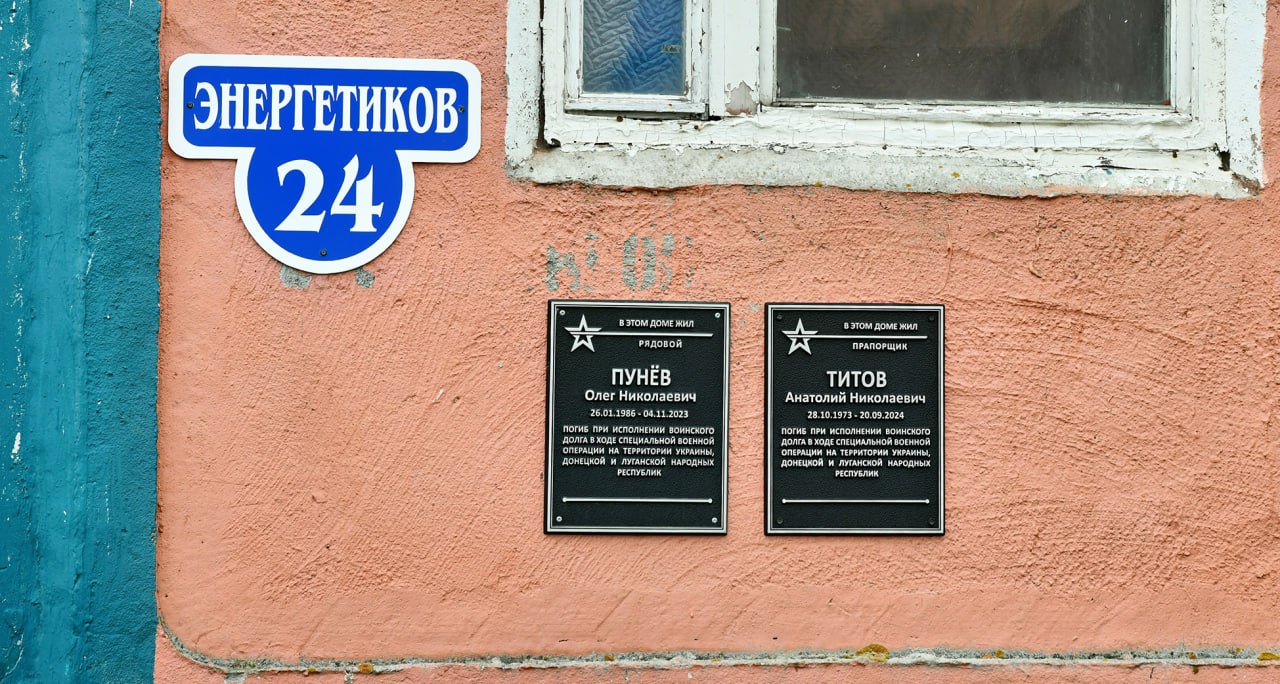 ЭНЕРГЕТИКОВ
24
В ЭТОМ ДОМЕ ЖИЛ
РЯДОВОЙ
ПУНЁВ
Олег Николаевич
26.01.1986 - 04.11.2023
ПОГИБ ПРИ ИСПОЛНЕНИИ ВОИНСКОГО
ДОЛГА В ХОДЕ СПЕЦИАЛЬНОЙ ВОЕННОЙ
ОПЕРАЦИИ НА ТЕРРИТОРИИ УКРАИНЫ,
ДОНЕЦКОЙ И ЛУГАНСКОЙ НАРОДНЫХ
РЕСПУБЛИК
В ЭТОМ ДОМЕ ЖИЛ
ПРАПОРЩИК
ТИТОВ
Анатолий Николаевич
28.10.1973 - 20.09.2024
ПОГИБ ПРИ ИСПОЛНЕНИИ ВОИНСКОГО
ДОЛГА В ХОДЕ СПЕЦИАЛЬНОЙ ВОЕННОЙ
ОПЕРАЦИИ НА ТЕРРИТОРИИ УКРАИНЫ,
ДОНЕЦКОЙ И ЛУГАНСКОЙ НАРОДНЫХ
РЕСПУБЛИК